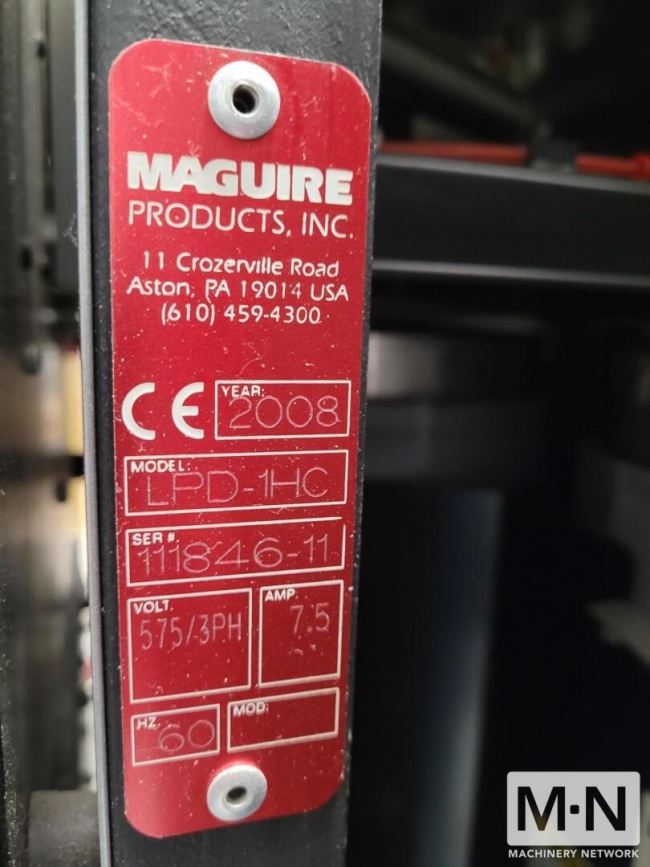 MAGUIRE
PRODUCTS, INC.
11 Crozerville Road
Aston, PA 19014 USA
(610) 459-4300
CE
YEAR:
2008
MODEL:
LPD-1HC
SER #
111846-11
VOLT.
575/3PH
AMP.
7.5
HZ.
60
MOD:
M·N
MACHINERY NETWORK